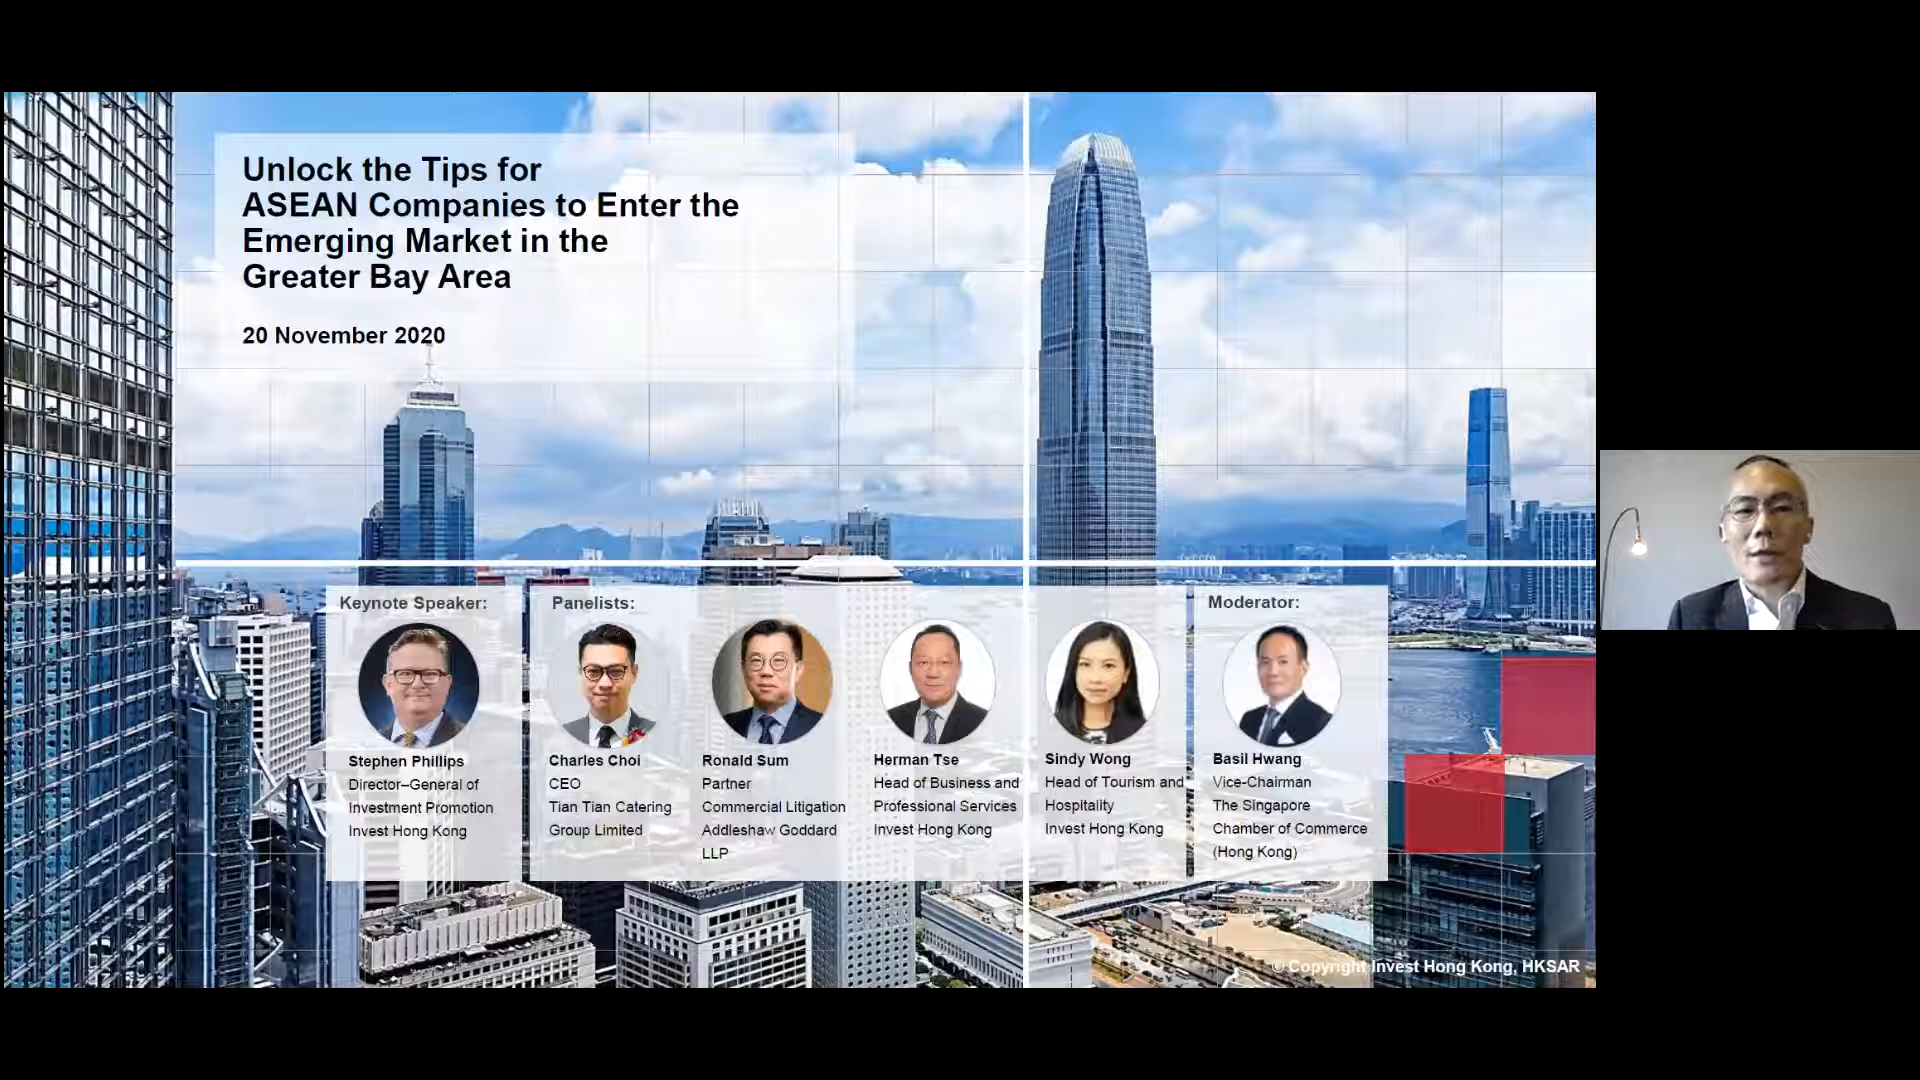 Unlock the Tips for
ASEAN Companies to Enter the
Emerging Market in the
Greater Bay Area
20 November 2020
Keynote Speaker:
Stephen Phillips
Director–General of
Investment Promotion
Invest Hong Kong
Panelists:
Charles Choi
CEO
Tian Tian Catering
Group Limited
Ronald Sum
Partner
Commercial Litigation
Addleshaw Goddard
LLP
Herman Tse
Head of Business and
Professional Services
Invest Hong Kong
Sindy Wong
Head of Tourism and
Hospitality
Invest Hong Kong
Moderator:
Basil Hwang
Vice-Chairman
The Singapore
Chamber of Commerce
(Hong Kong)
© Copyright Invest Hong Kong, HKSAR